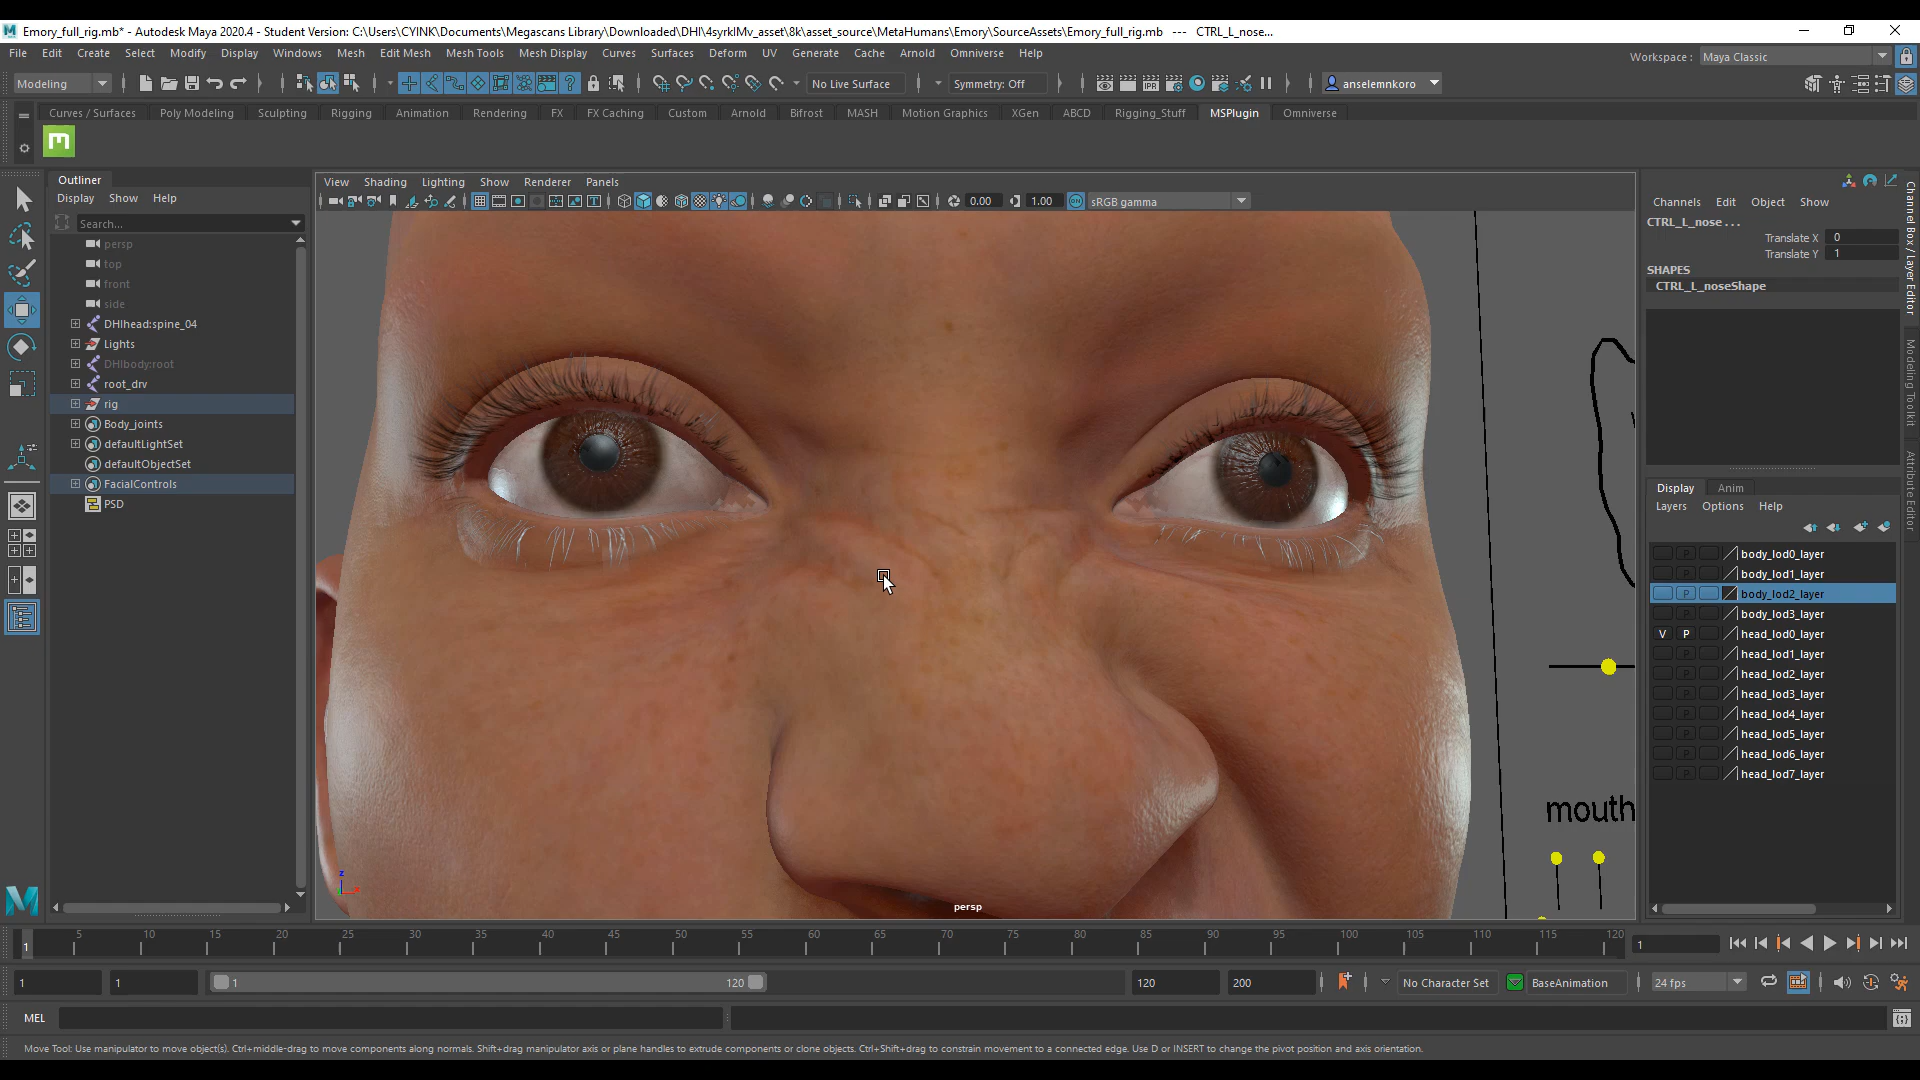 Emory_full_rig.mb* - Autodesk Maya 2020.4 - Student Version: C:\Users\CYINK\Documents\Megascans Library\Downloaded\DHI\4syrklMv_asset\8k\asset_source\MetaHumans\Emory\SourceAssets\Emory_full_rig.mb --- CTRL_L_nose...
File Edit Create Select Modify Display Windows Mesh Edit Mesh Mesh Tools Mesh Display Curves Surfaces Deform UV Generate Cache Arnold Omniverse Help
Workspace : Maya Classic
Modeling No Live Surface Symmetry: Off anselemnkoro
Curves / Surfaces Poly Modeling Sculpting Rigging Animation Rendering FX FX Caching Custom Arnold Bifrost MASH Motion Graphics XGen ABCD Rigging_Stuff MSPlugin Omniverse
Outliner
Display Show Help
Search...
persp
top
front
side
DHIhead:spine_04
Lights
DHIbody:root
root_drv
rig
Body_joints
defaultLightSet
defaultObjectSet
FacialControls
PSD
View Shading Lighting Show Renderer Panels
0.00 1.00 sRGB gamma
mouth
persp
z
Channels Edit Object Show
CTRL_L_nose . . .
Translate X 0
Translate Y 1
SHAPES
CTRL_L_noseShape
Display Anim
Layers Options Help
body_lod0_layer
body_lod1_layer
body_lod2_layer
body_lod3_layer
V P head_lod0_layer
head_lod1_layer
head_lod2_layer
head_lod3_layer
head_lod4_layer
head_lod5_layer
head_lod6_layer
head_lod7_layer
Channel Box / Layer Editor
Modeling Toolkit
Attribute Editor
1 5 10 15 20 25 30 35 40 45 50 55 60 65 70 75 80 85 90 95 100 105 110 115 120 1
1 1 1 120 120 200 No Character Set BaseAnimation 24 fps
MEL
Move Tool: Use manipulator to move object(s). Ctrl+middle-drag to move components along normals. Shift+drag manipulator axis or plane handles to extrude components or clone objects. Ctrl+Shift+drag to constrain movement to a connected edge. Use D or INSERT to change the pivot position and axis orientation.